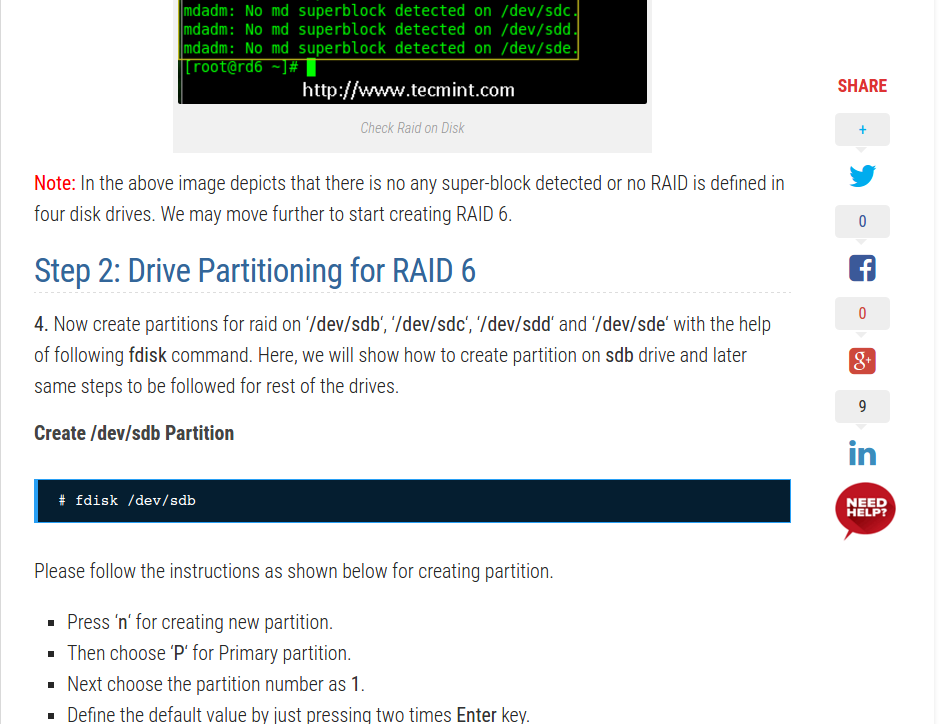 mdadm: No md superblock detected on /dev/sdc.
mdadm: No md superblock detected on /dev/sdd.
mdadm: No md superblock detected on /dev/sde.
[root@rd6 ~]#
http://www.tecmint.com
Check Raid on Disk
Note: In the above image depicts that there is no any super-block detected or no RAID is defined in
four disk drives. We may move further to start creating RAID 6.
Step 2: Drive Partitioning for RAID 6
4. Now create partitions for raid on ‘/dev/sdb‘, ‘/dev/sdc‘, ‘/dev/sdd‘ and ‘/dev/sde‘ with the help
of following fdisk command. Here, we will show how to create partition on sdb drive and later
same steps to be followed for rest of the drives.
Create /dev/sdb Partition
# fdisk /dev/sdb
Please follow the instructions as shown below for creating partition.
▪ Press ‘n‘ for creating new partition.
▪ Then choose ‘P‘ for Primary partition.
▪ Next choose the partition number as 1.
▪ Define the default value by just pressing two times Enter key.
SHARE
+
0
0
g+
9
in
NEED
HELP?